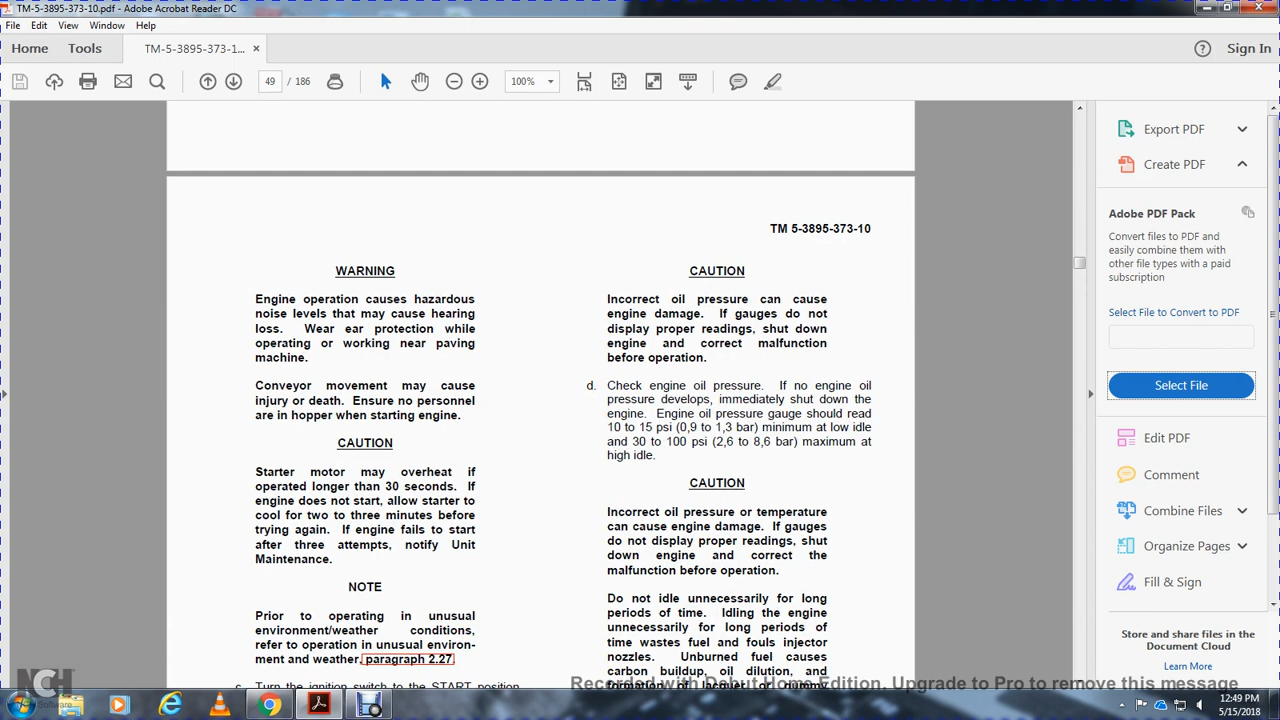 TM-5-3895-373-10.pdf - Adobe Acrobat Reader DC
File Edit View Window Help
Home Tools TM-5-3895-373-1... × Sign In
49 / 186 100%
Export PDF
Create PDF
Adobe PDF Pack
Convert files to PDF and
easily combine them with
other file types with a paid
subscription
Select File to Convert to PDF
Select File
Edit PDF
Comment
Combine Files
Organize Pages
Fill & Sign
Store and share files in the
Document Cloud
Learn More
TM 5-3895-373-10
WARNING
Engine operation causes hazardous
noise levels that may cause hearing
loss. Wear ear protection while
operating or working near paving
machine.
Conveyor movement may cause
injury or death. Ensure no personnel
are in hopper when starting engine.
CAUTION
Starter motor may overheat if
operated longer than 30 seconds. If
engine does not start, allow starter to
cool for two to three minutes before
trying again. If engine fails to start
after three attempts, notify Unit
Maintenance.
NOTE
Prior to operating in unusual
environment/weather conditions,
refer to operation in unusual environ-
ment and weather, paragraph 2.27
c. Turn the ignition switch to the START position
CAUTION
Incorrect oil pressure can cause
engine damage. If gauges do not
display proper readings, shut down
engine and correct malfunction
before operation.
d. Check engine oil pressure. If no engine oil
pressure develops, immediately shut down the
engine. Engine oil pressure gauge should read
10 to 15 psi (0,9 to 1,3 bar) minimum at low idle
and 30 to 100 psi (2,6 to 8,6 bar) maximum at
high idle.
CAUTION
Incorrect oil pressure or temperature
can cause engine damage. If gauges
do not display proper readings, shut
down engine and correct the
malfunction before operation.
Do not idle unnecessarily for long
periods of time. Idling the engine
unnecessarily for long periods of
time wastes fuel and fouls injector
nozzles. Unburned fuel causes
carbon buildup, oil dilution, and
Recorded with Debut Home Edition, Upgrade to Pro to remove this message
NCH
Software
12:49 PM
5/15/2018